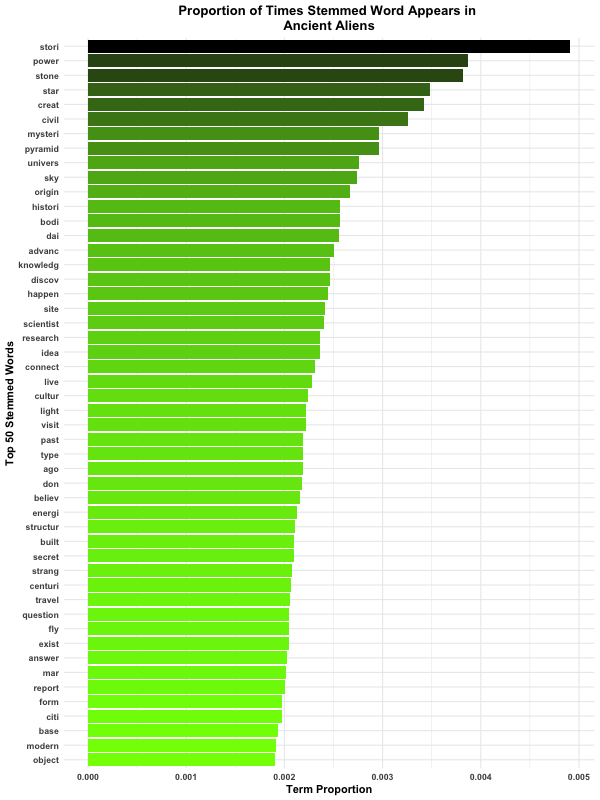 Proportion of Times Stemmed Word Appears in
Ancient Aliens
Top 50 Stemmed Words
stori
power
stone
star
creat
civil
mysteri
pyramid
univers
sky
origin
histori
bodi
dai
advanc
knowledg
discov
happen
site
scientist
research
idea
connect
live
cultur
light
visit
past
type
ago
don
believ
energi
structur
built
secret
strang
centuri
travel
question
fly
exist
answer
mar
report
form
citi
base
modern
object
0.000 0.001 0.002 0.003 0.004 0.005
Term Proportion